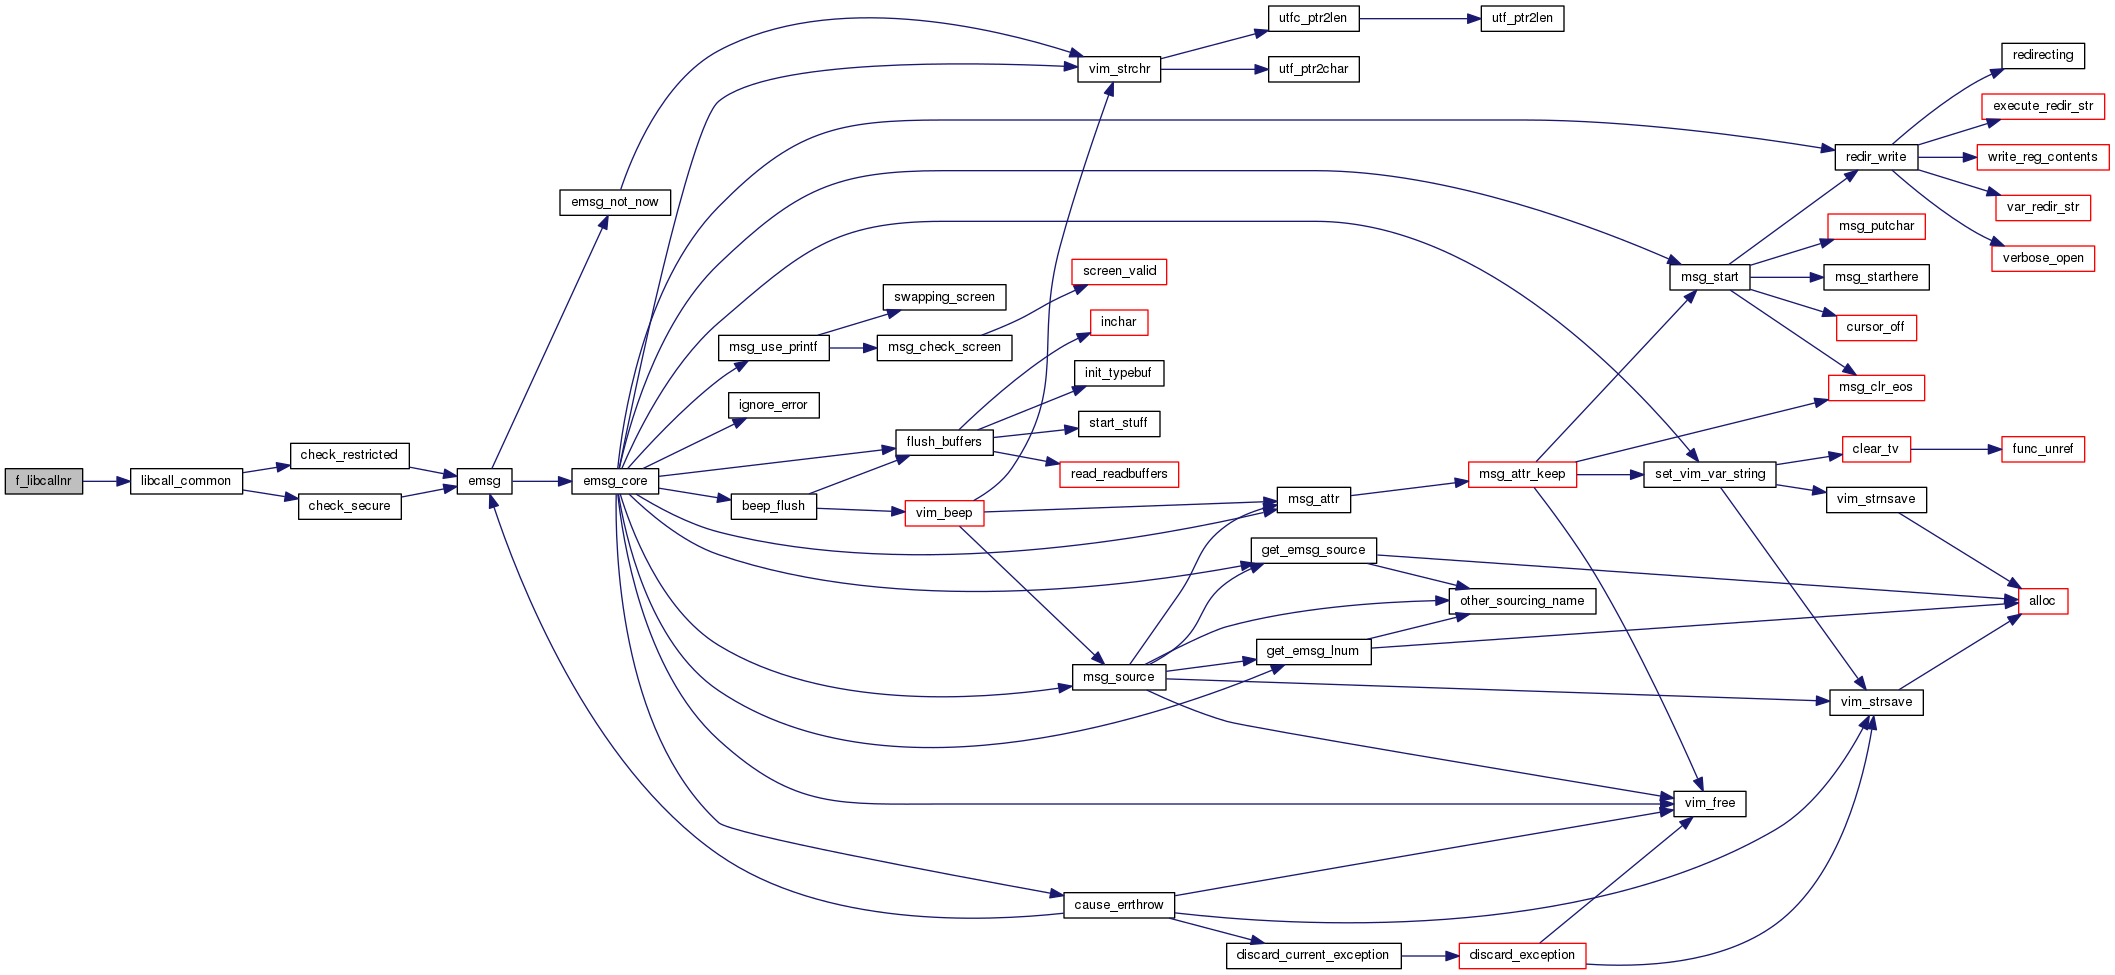 f_libcallnr
libcall_common
check_restricted
check_secure
emsg
emsg_not_now
emsg_core
msg_use_printf
ignore_error
beep_flush
swapping_screen
msg_check_screen
flush_buffers
vim_beep
vim_strchr
screen_valid
inchar
init_typebuf
start_stuff
read_readbuffers
msg_source
cause_errthrow
utfc_ptr2len
utf_ptr2char
msg_attr
get_emsg_source
get_emsg_lnum
discard_current_exception
utf_ptr2len
msg_attr_keep
other_sourcing_name
discard_exception
msg_start
set_vim_var_string
vim_free
redir_write
msg_putchar
msg_starthere
cursor_off
msg_clr_eos
clear_tv
vim_strnsave
vim_strsave
redirecting
execute_redir_str
write_reg_contents
var_redir_str
verbose_open
func_unref
alloc